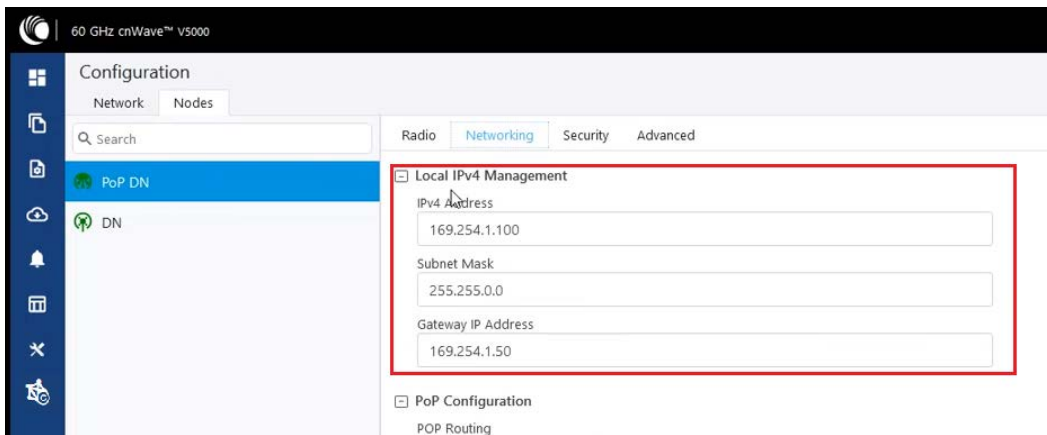 60 GHz cnWave™ V5000
Configuration
Network Nodes
Search
PoP DN
DN
Radio Networking Security Advanced
Local IPv4 Management
IPv4 Address
169.254.1.100
Subnet Mask
255.255.0.0
Gateway IP Address
169.254.1.50
PoP Configuration
POP Routing